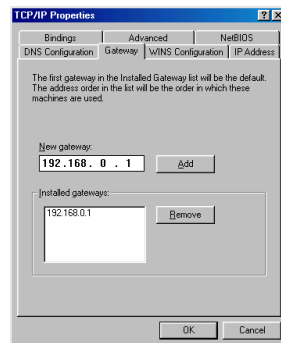 TCP/IP Properties
Bindings Advanced NetBIOS
DNS Configuration Gateway WINS Configuration IP Address
The first gateway in the Installed Gateway list will be the default.
The address order in the list will be the order in which these
machines are used.
New gateway:
192.168. 0 . 1
Add
Installed gateways:
192.168.0.1
Remove
OK Cancel